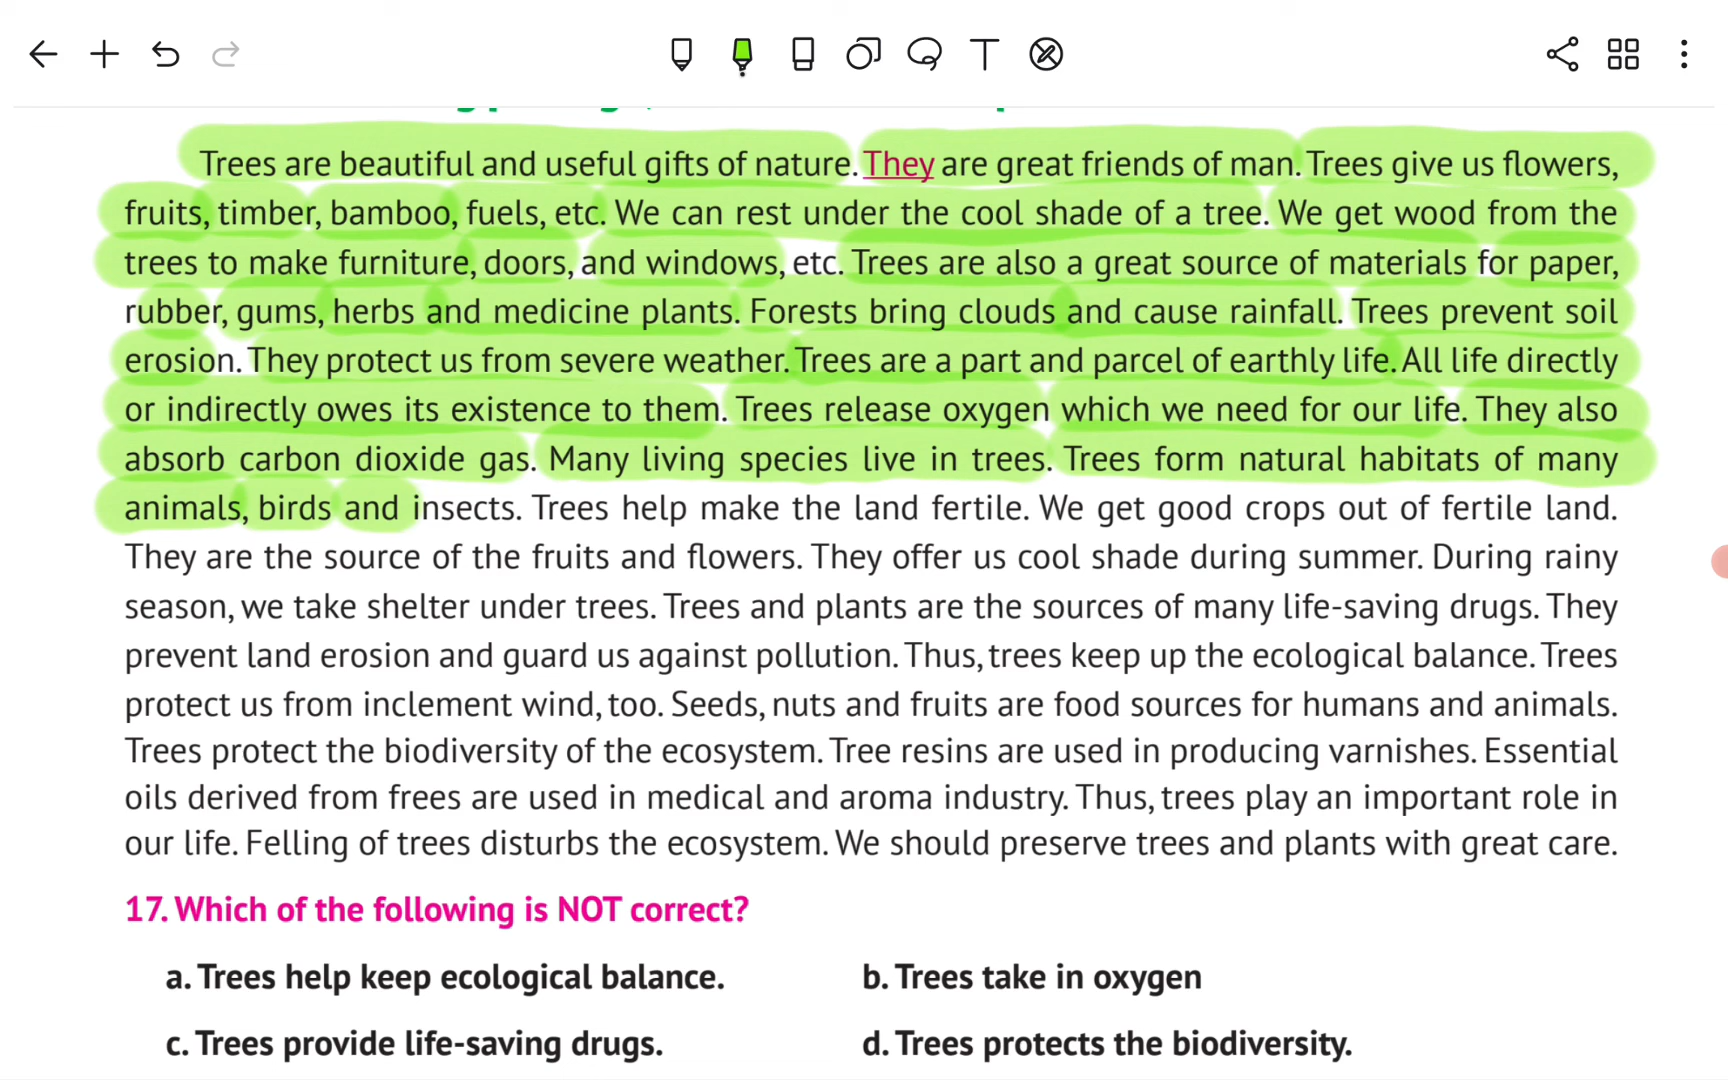 Trees are beautiful and useful gifts of nature. They are great friends of man. Trees give us flowers,
fruits, timber, bamboo, fuels, etc. We can rest under the cool shade of a tree. We get wood from the
trees to make furniture, doors, and windows, etc. Trees are also a great source of materials for paper,
rubber, gums, herbs and medicine plants. Forests bring clouds and cause rainfall. Trees prevent soil
erosion. They protect us from severe weather. Trees are a part and parcel of earthly life. All life directly
or indirectly owes its existence to them. Trees release oxygen which we need for our life. They also
absorb carbon dioxide gas. Many living species live in trees. Trees form natural habitats of many
animals, birds and insects. Trees help make the land fertile. We get good crops out of fertile land.
They are the source of the fruits and flowers. They offer us cool shade during summer. During rainy
season, we take shelter under trees. Trees and plants are the sources of many life-saving drugs. They
prevent land erosion and guard us against pollution. Thus, trees keep up the ecological balance. Trees
protect us from inclement wind, too. Seeds, nuts and fruits are food sources for humans and animals.
Trees protect the biodiversity of the ecosystem. Tree resins are used in producing varnishes. Essential
oils derived from frees are used in medical and aroma industry. Thus, trees play an important role in
our life. Felling of trees disturbs the ecosystem. We should preserve trees and plants with great care.
17. Which of the following is NOT correct?
a. Trees help keep ecological balance. b. Trees take in oxygen
c. Trees provide life-saving drugs. d. Trees protects the biodiversity.